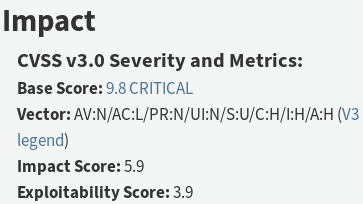 Impact
CVSS v3.0 Severity and Metrics:
Base Score: 9.8 CRITICAL
Vector: AV:N/AC:L/PR:N/UI:N/S:U/C:H/I:H/A:H (V3
legend)
Impact Score: 5.9
Exploitability Score: 3.9